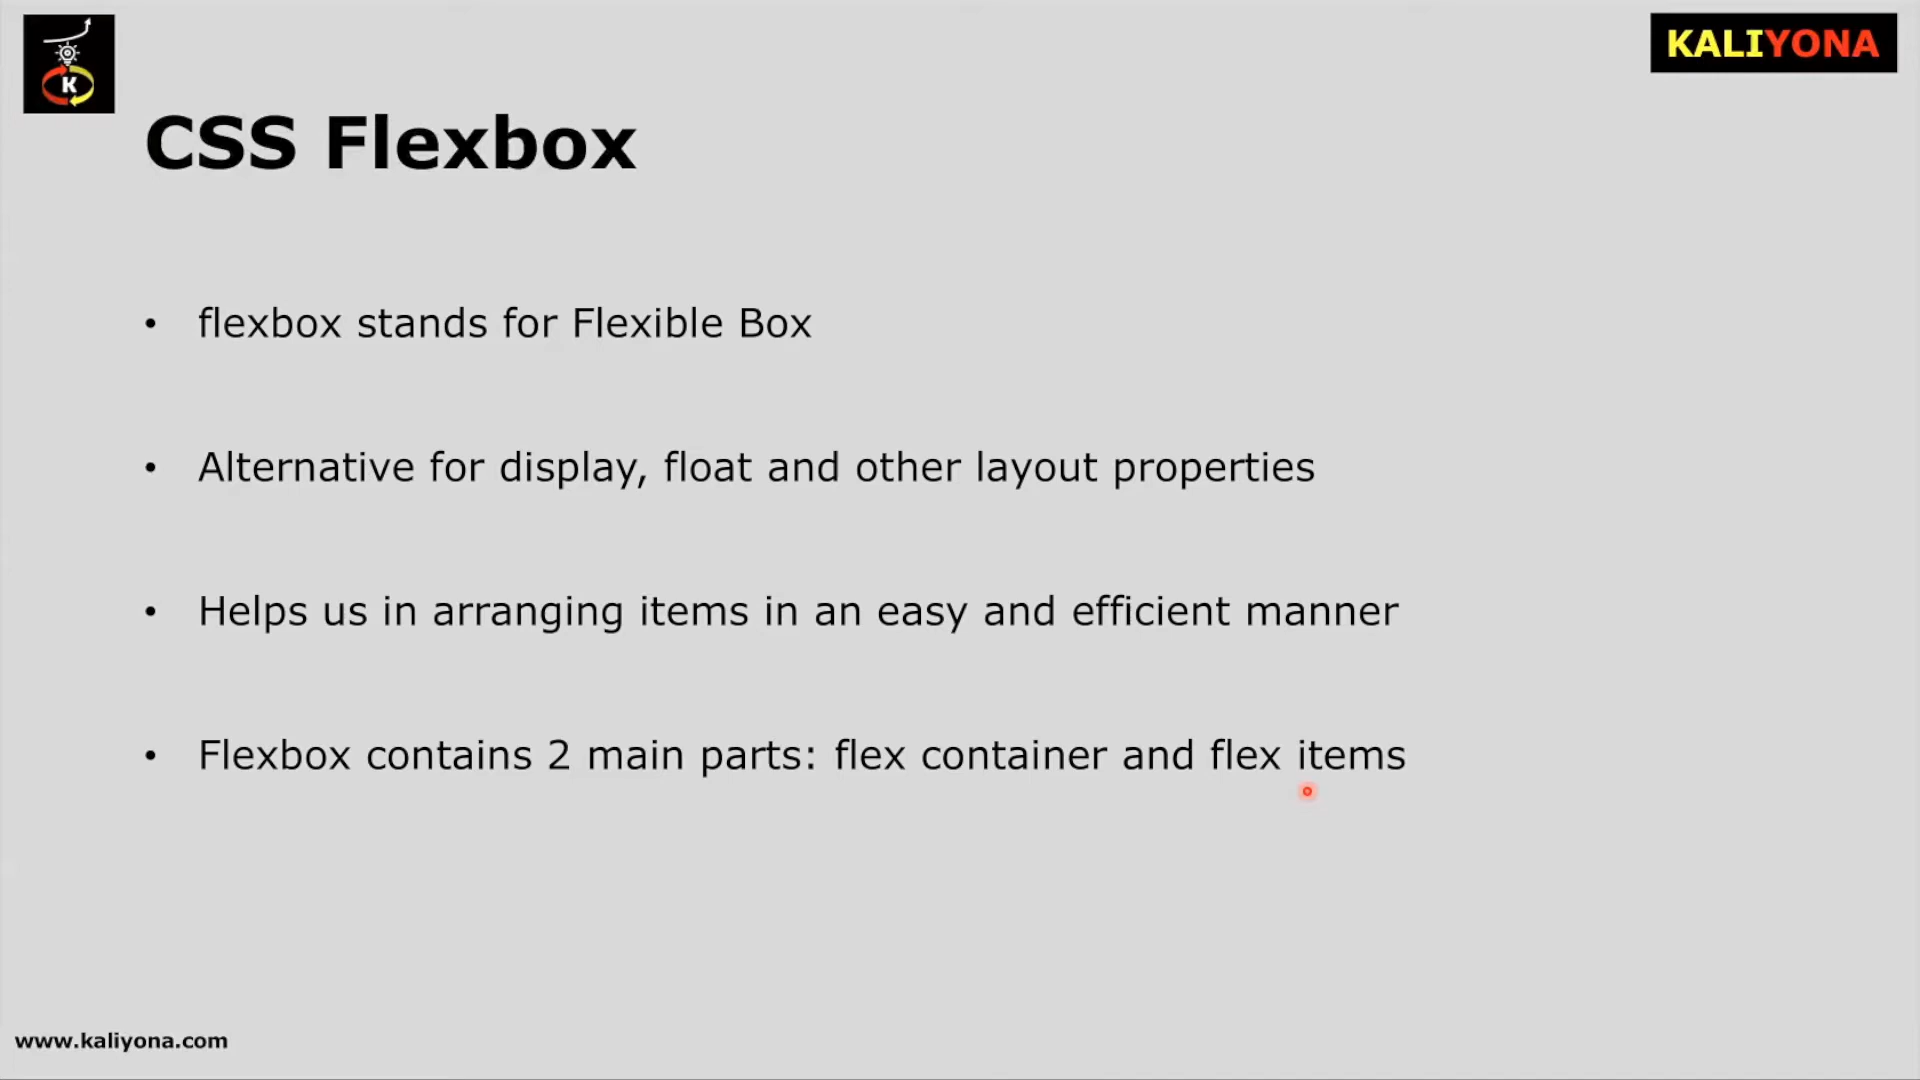 K
KALIYONA
CSS Flexbox
• flexbox stands for Flexible Box
• Alternative for display, float and other layout properties
• Helps us in arranging items in an easy and efficient manner
• Flexbox contains 2 main parts: flex container and flex items
www.kaliyona.com